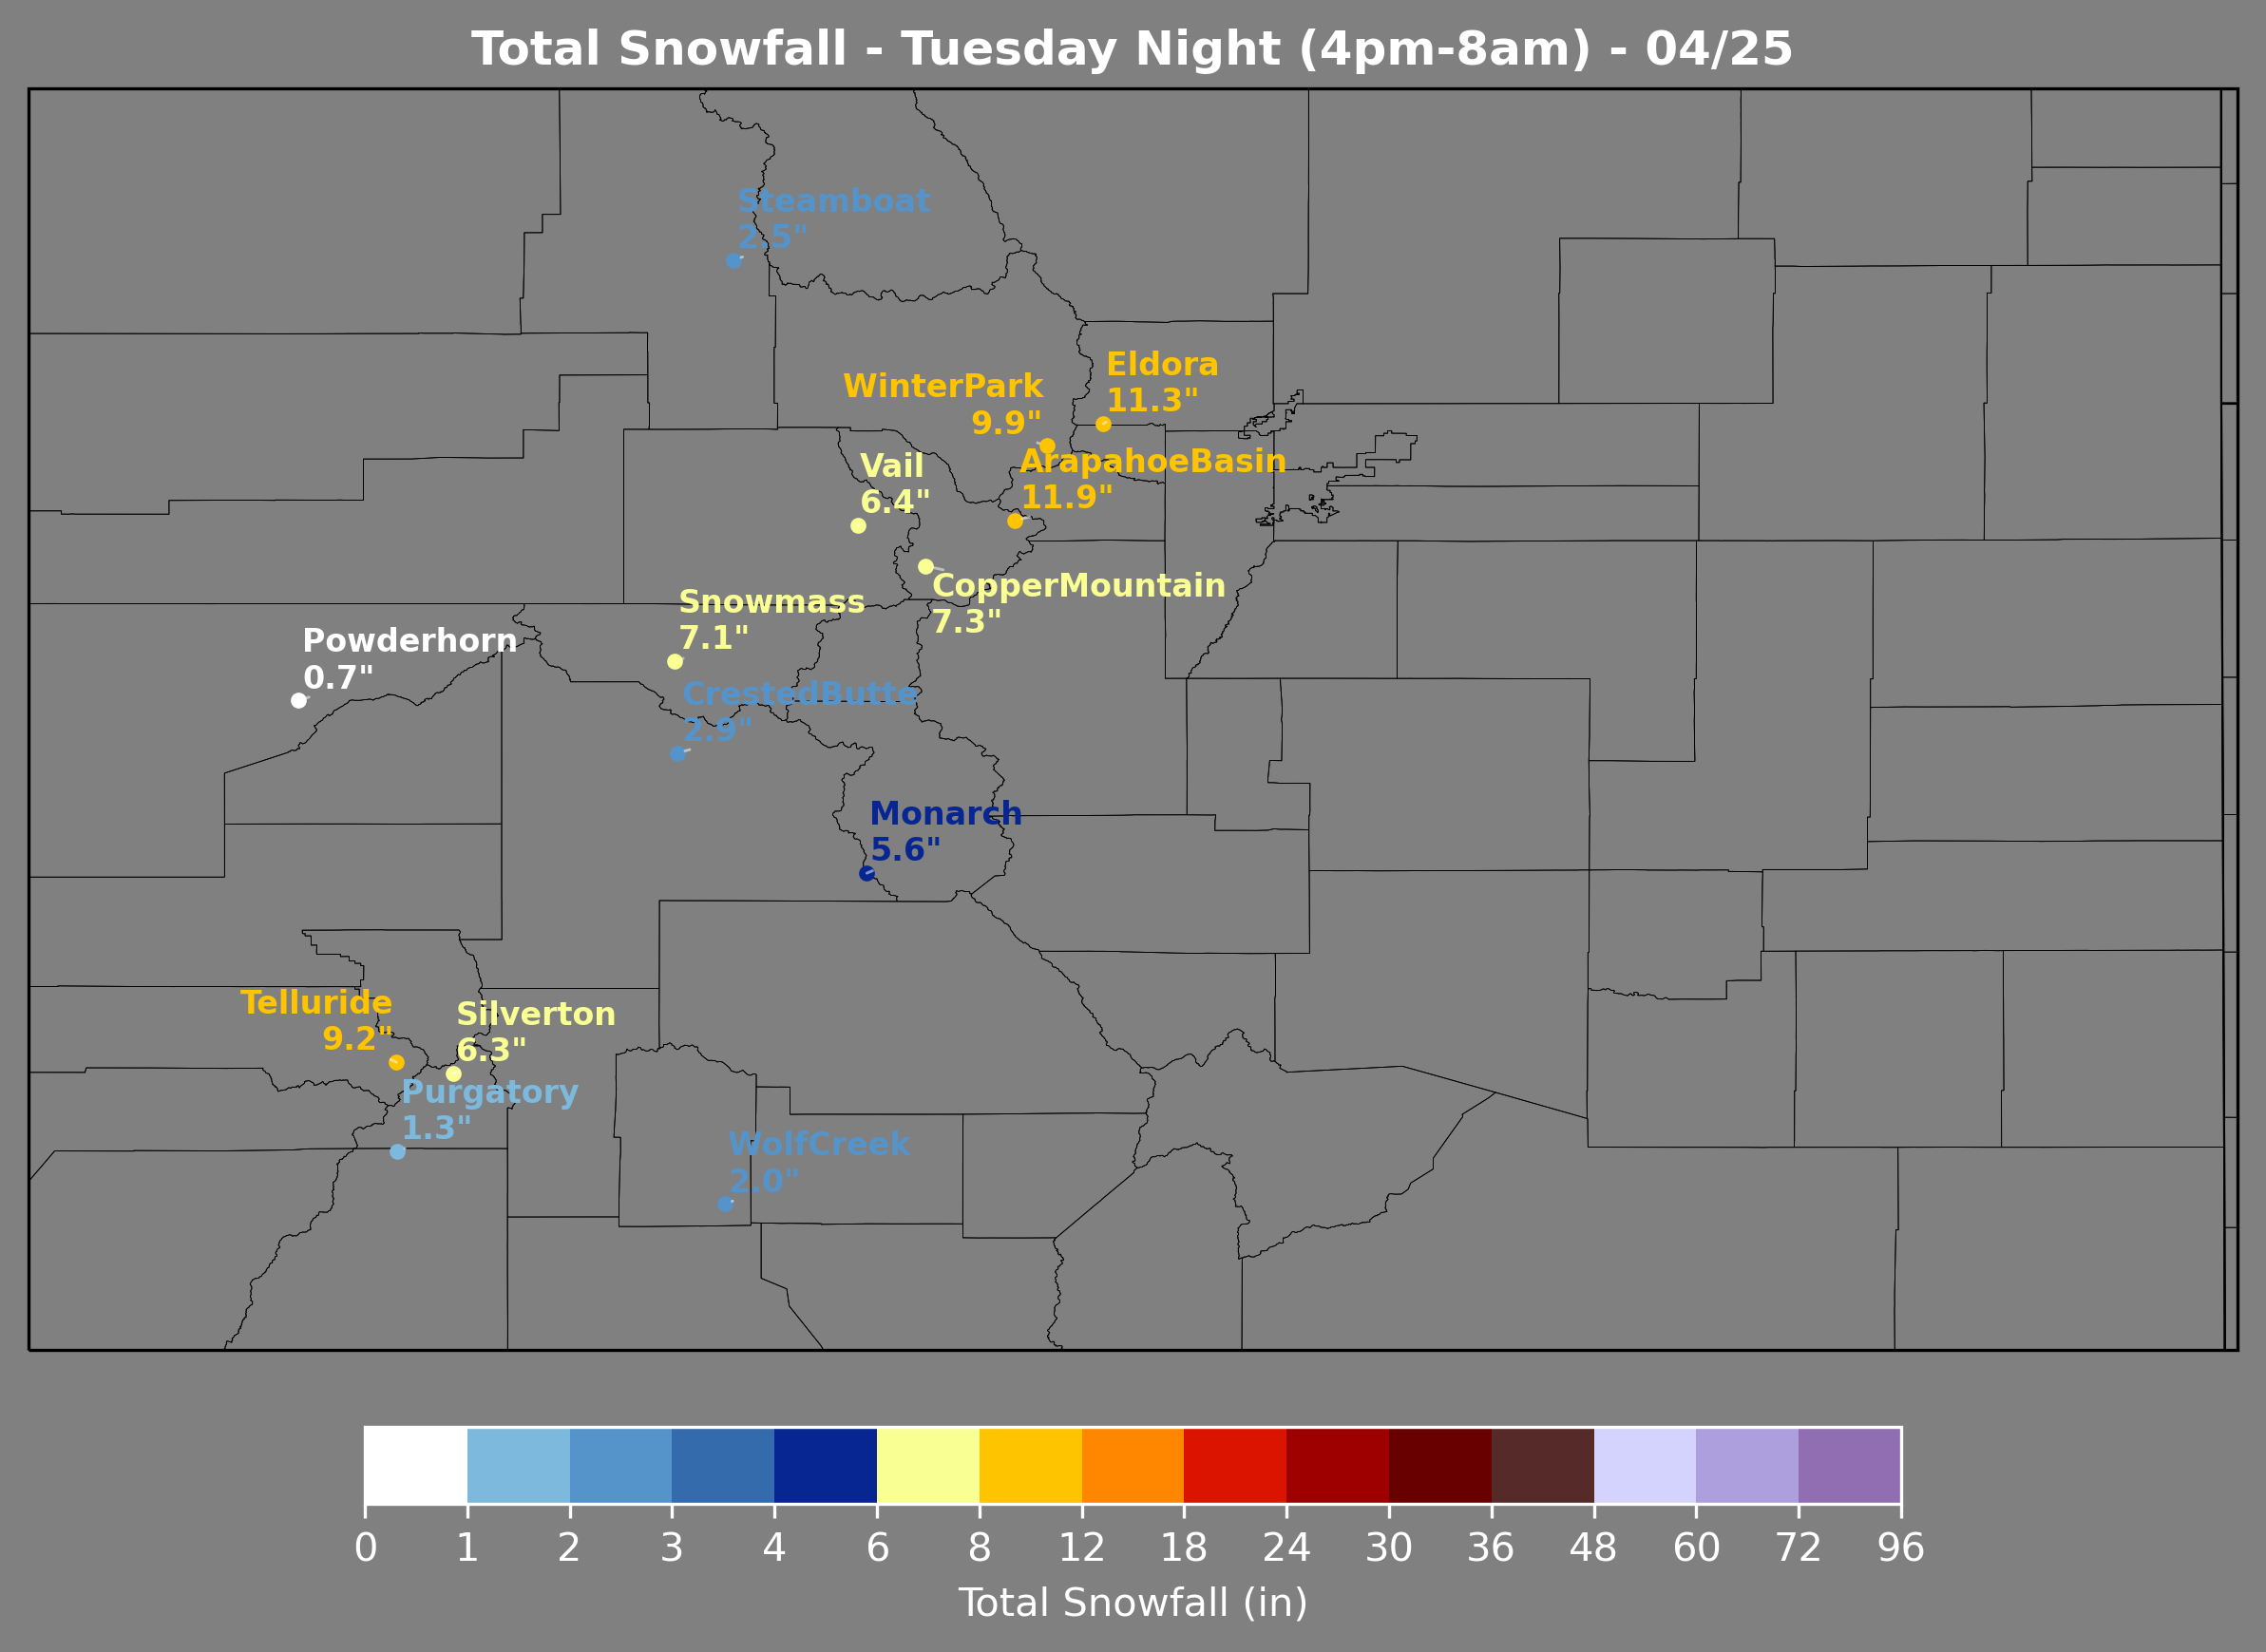 Total Snowfall - Tuesday Night (4pm-8am) - 04/25
Steamboat
2.5"
Eldora
11.3"
WinterPark
9.9"
ArapahoeBasin
11.9"
Vail
6.4"
CopperMountain
7.3"
Snowmass
7.1"
Powderhorn
0.7"
CrestedButte
2.9"
Monarch
5.6"
Telluride
9.2"
Silverton
6.3"
Purgatory
1.3"
WolfCreek
2.0"
0 1 2 3 4 6 8 12 18 24 30 36 48 60 72 96
Total Snowfall (in)